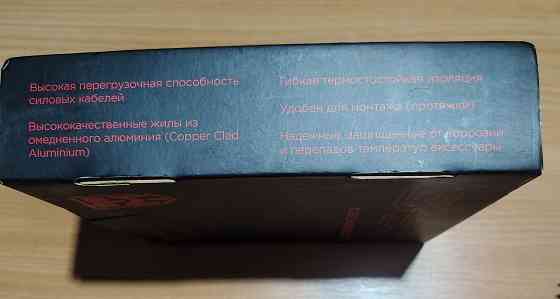 Высокая перегрузочная способность
силовых кабелей
Высококачественные жилы из
омедненного алюминия (Copper Clad
Aluminium)
Гибкая термостостойкая изоляция
Удобен для монтажа (протяжки)
Надежные, защищенные от коррозии
и перепадов температур аксессуары